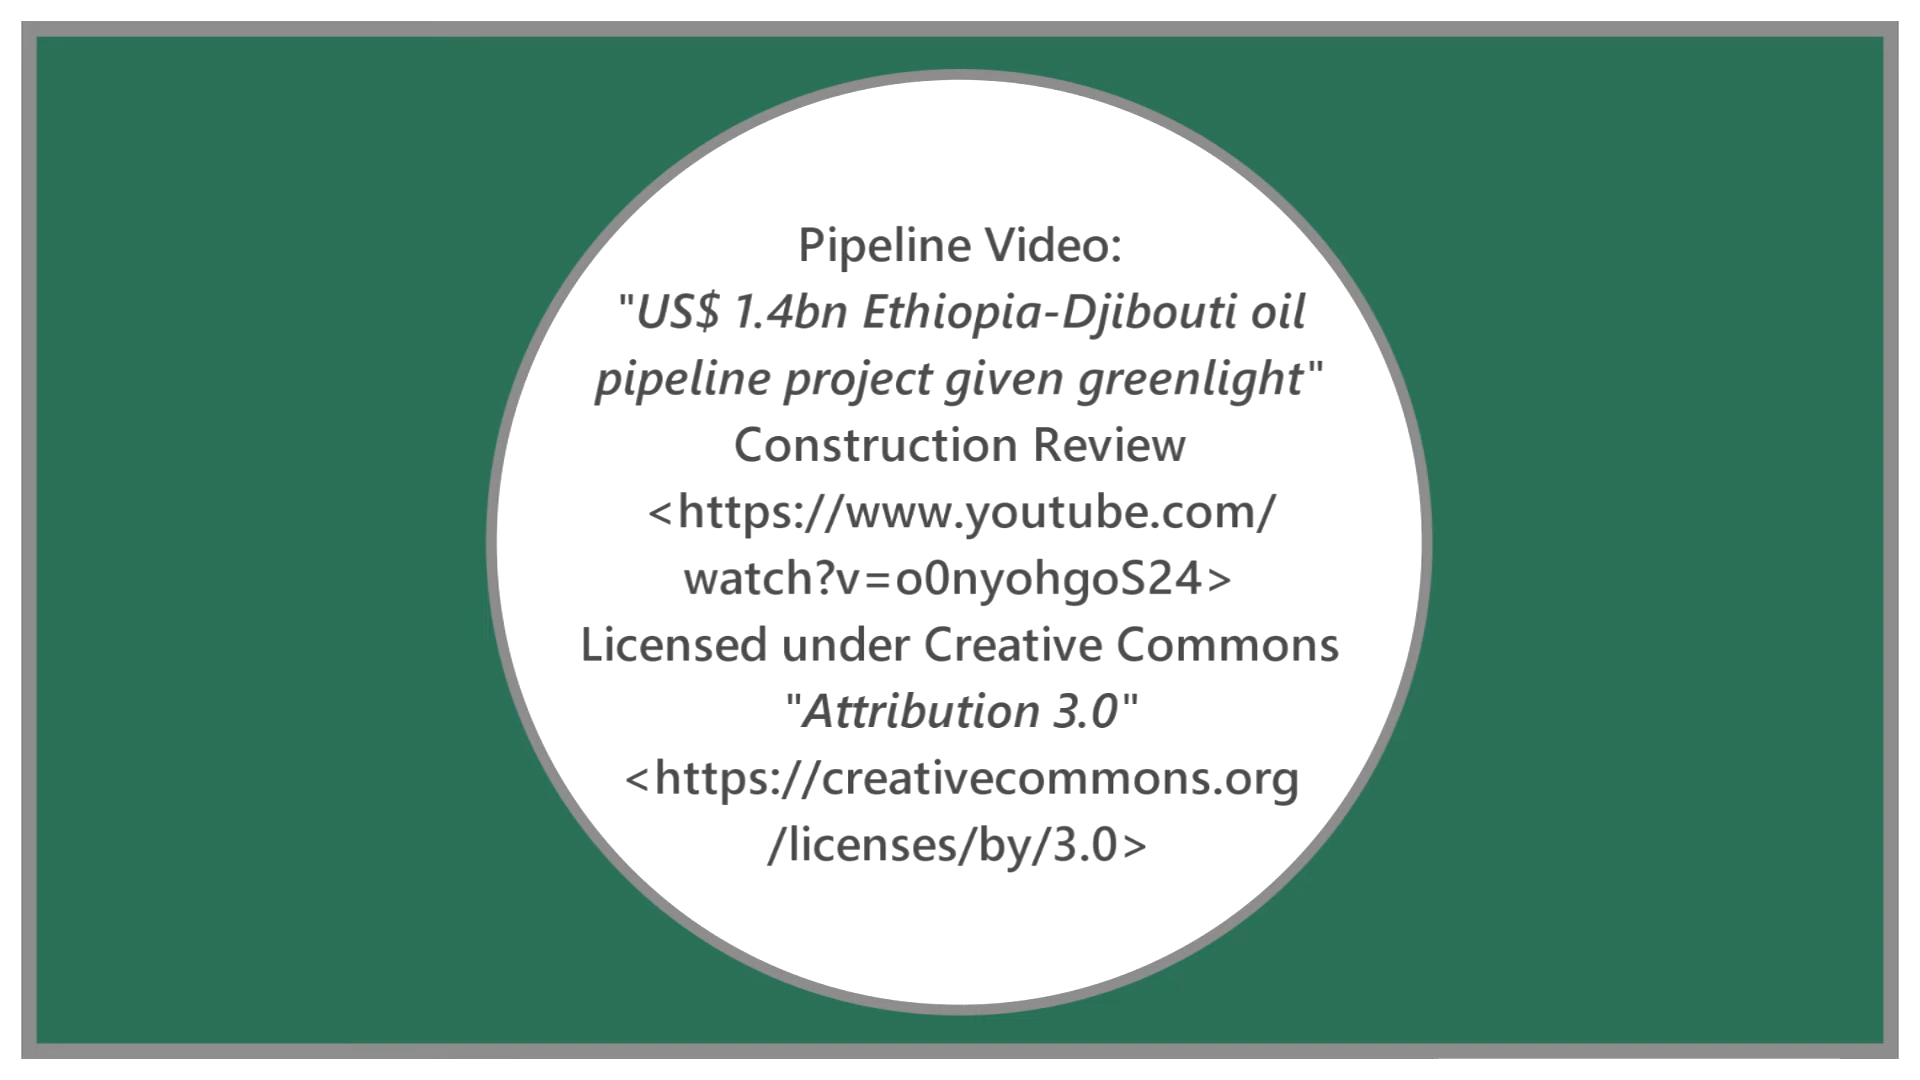 Pipeline Video:
"US$ 1.4bn Ethiopia-Djibouti oil
pipeline project given greenlight"
Construction Review
<https://www.youtube.com/
watch?v=o0nyohgoS24>
Licensed under Creative Commons
"Attribution 3.0"
<https://creativecommons.org
/licenses/by/3.0>